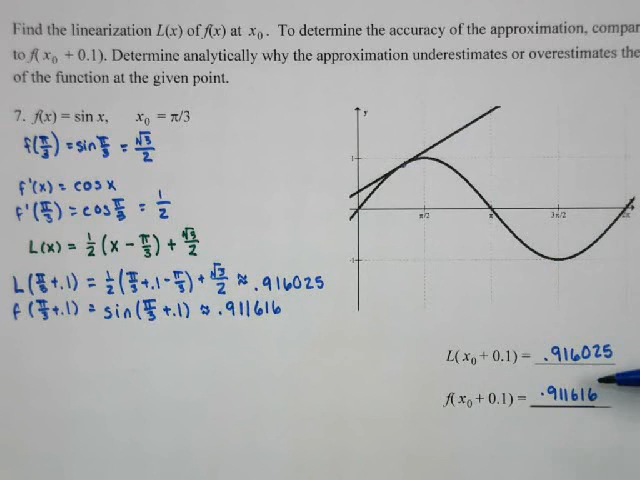 Find the linearization L(x) of f(x) at x₀. To determine the accuracy of the approximation, compar
to f( x₀ + 0.1). Determine analytically why the approximation underestimates or overestimates the
of the function at the given point.
7. f(x) = sin x, x₀ = π/3
f(π/3) = sin π/3 = √3/2
f'(x) = cos x
f'(π/3) = cos π/3 = 1/2
L(x) = 1/2 (x - π/3) + √3/2
L(π/3+.1) = 1/2(π/3+.1-π/3) + √3/2 ≈ .916025
f(π/3+.1) = sin(π/3+.1) ≈ .911616
y
1
π/2
π
3π/2
2π
-1
L( x₀ + 0.1) = .916025
f( x₀ + 0.1) = .911616